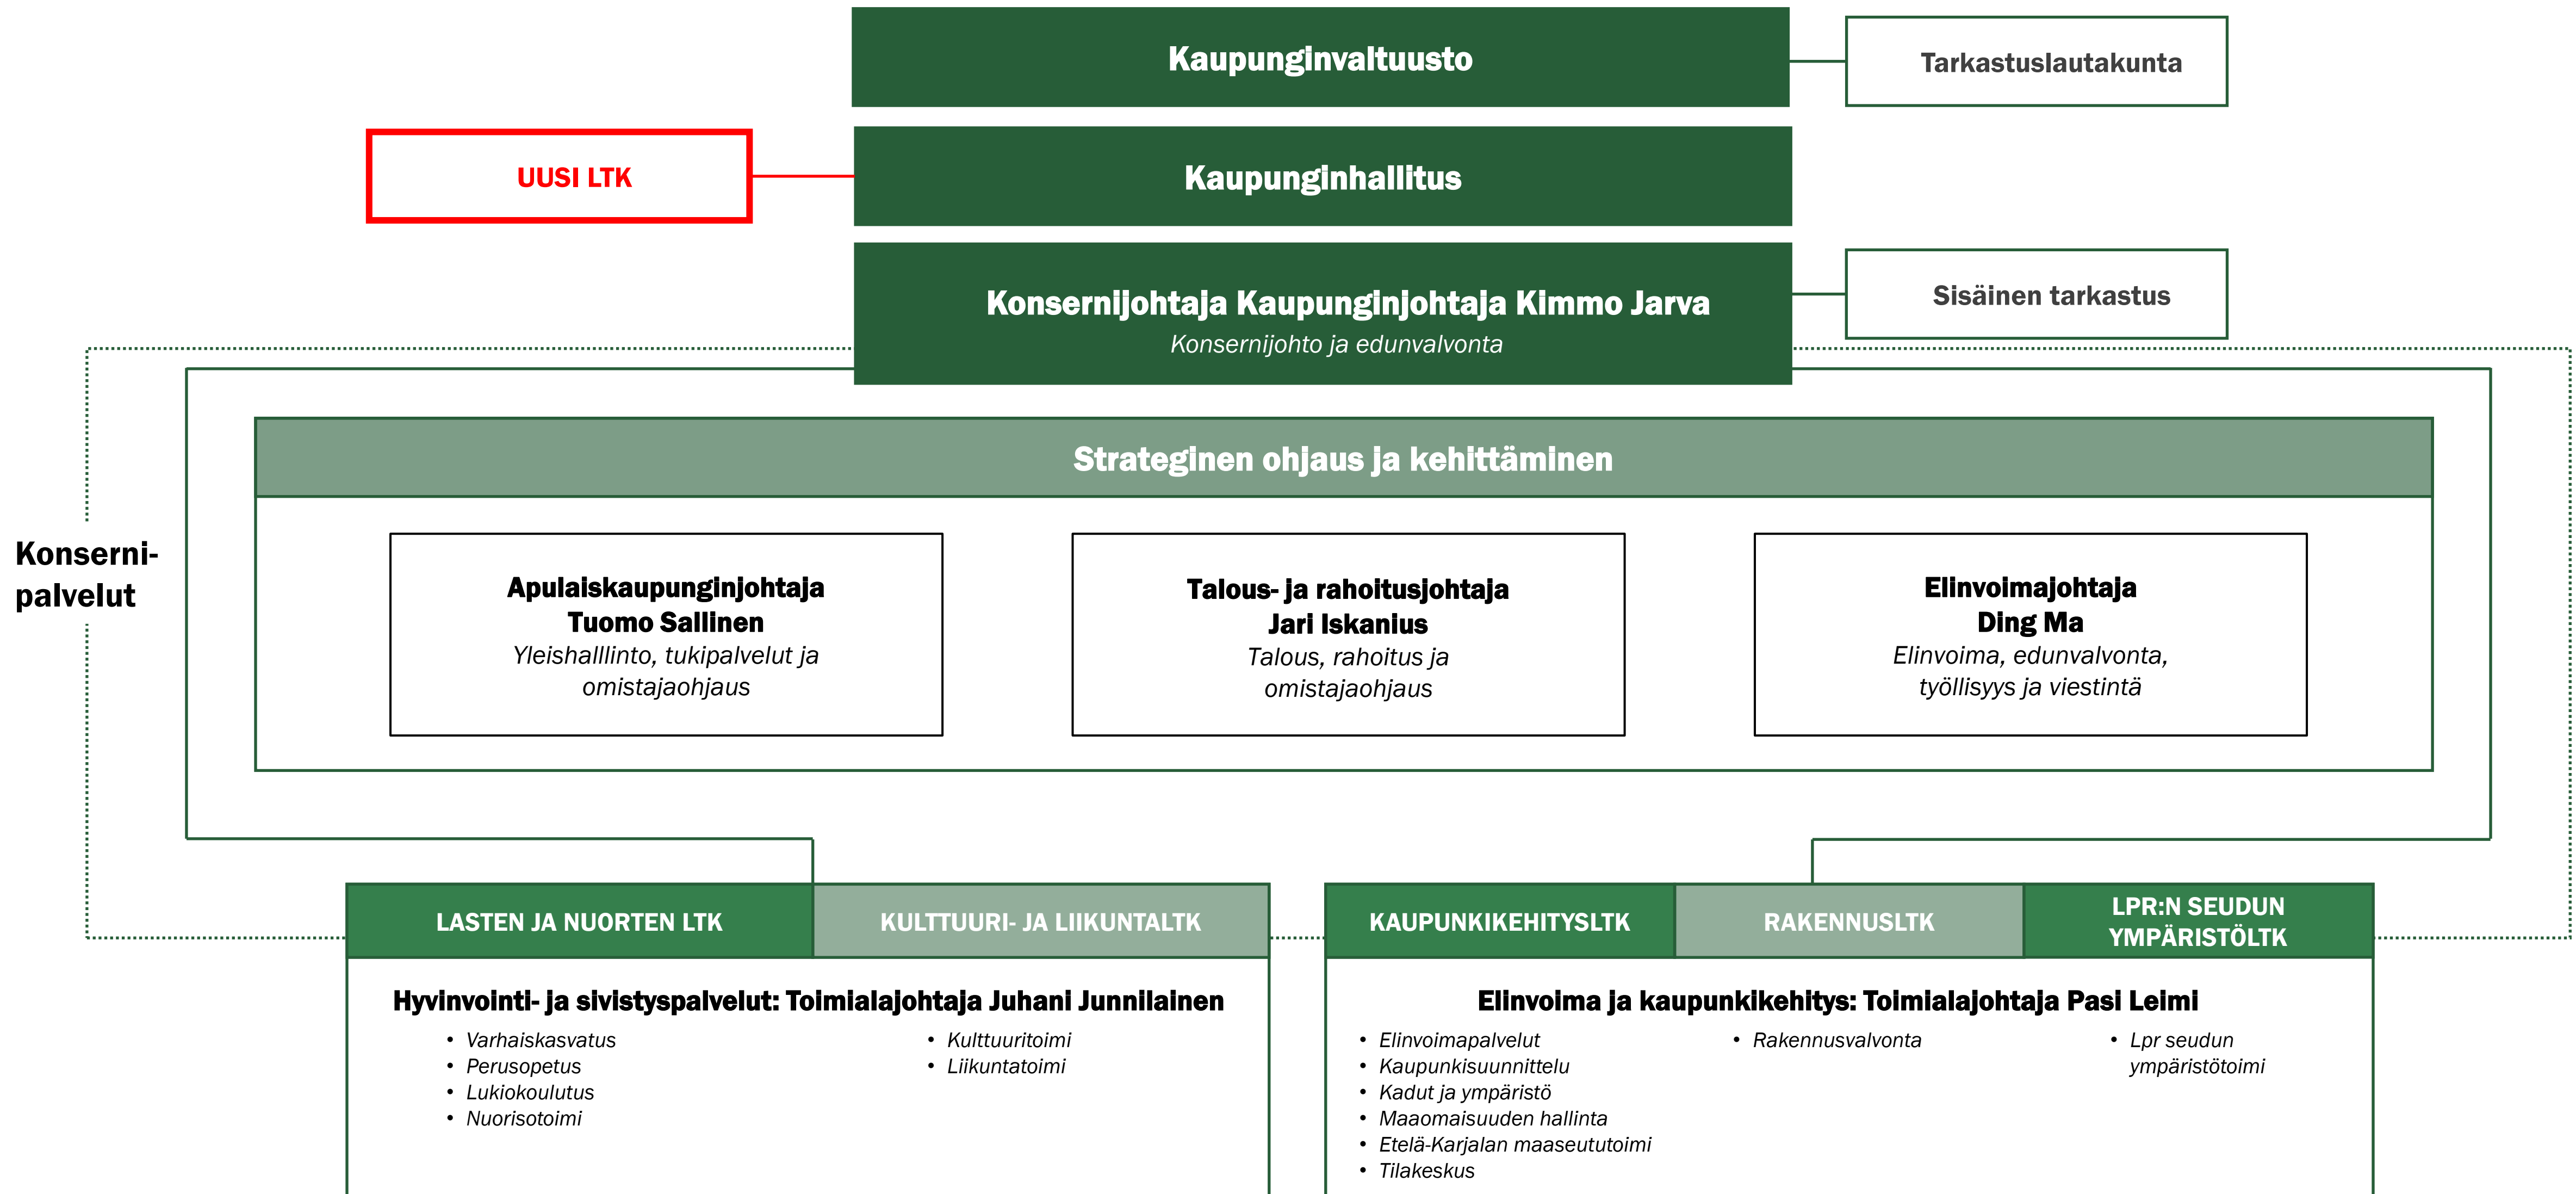 Kaupunginvaltuusto
Tarkastuslautakunta
UUSI LTK
Kaupunginhallitus
Konsernijohtaja Kaupunginjohtaja Kimmo Jarva
Konsernijohto ja edunvalvonta
Sisäinen tarkastus
Strateginen ohjaus ja kehittäminen
Konserni-
palvelut
Apulaiskaupunginjohtaja
Tuomo Sallinen
Yleishalllinto, tukipalvelut ja
omistajaohjaus
Talous- ja rahoitusjohtaja
Jari Iskanius
Talous, rahoitus ja
omistajaohjaus
Elinvoimajohtaja
Ding Ma
Elinvoima, edunvalvonta,
työllisyys ja viestintä
LASTEN JA NUORTEN LTK
KULTTUURI- JA LIIKUNTALTK
Hyvinvointi- ja sivistyspalvelut: Toimialajohtaja Juhani Junnilainen
• Varhaiskasvatus
• Perusopetus
• Lukiokoulutus
• Nuorisotoimi
• Kulttuuritoimi
• Liikuntatoimi
KAUPUNKIKEHITYSLTK
RAKENNUSLTK
LPR:N SEUDUN
YMPÄRISTÖLTK
Elinvoima ja kaupunkikehitys: Toimialajohtaja Pasi Leimi
• Elinvoimapalvelut
• Kaupunkisuunnittelu
• Kadut ja ympäristö
• Maaomaisuuden hallinta
• Etelä-Karjalan maaseututoimi
• Tilakeskus
• Rakennusvalvonta
• Lpr seudun
ympäristötoimi